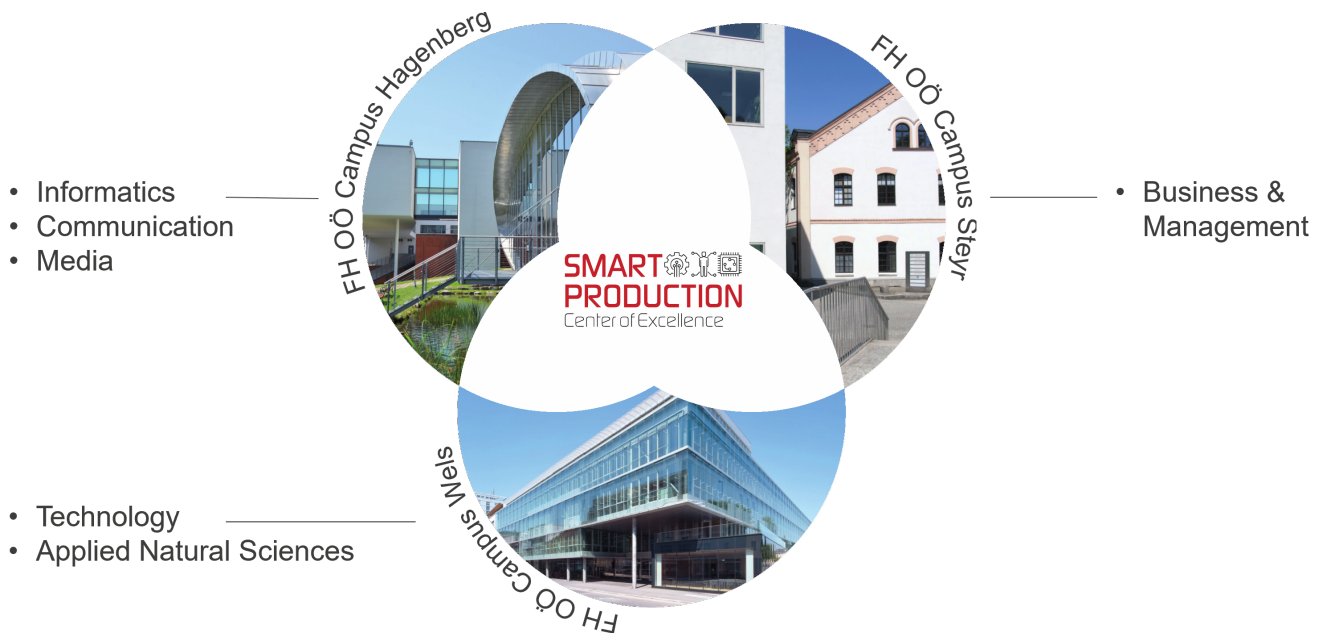 FH OÖ Campus Hagenberg
FH OÖ Campus Steyr
• Informatics
• Communication
• Media
• Business &
Management
SMART
PRODUCTION
Center of Excellence
FH OÖ Campus Wels
• Technology
• Applied Natural Sciences